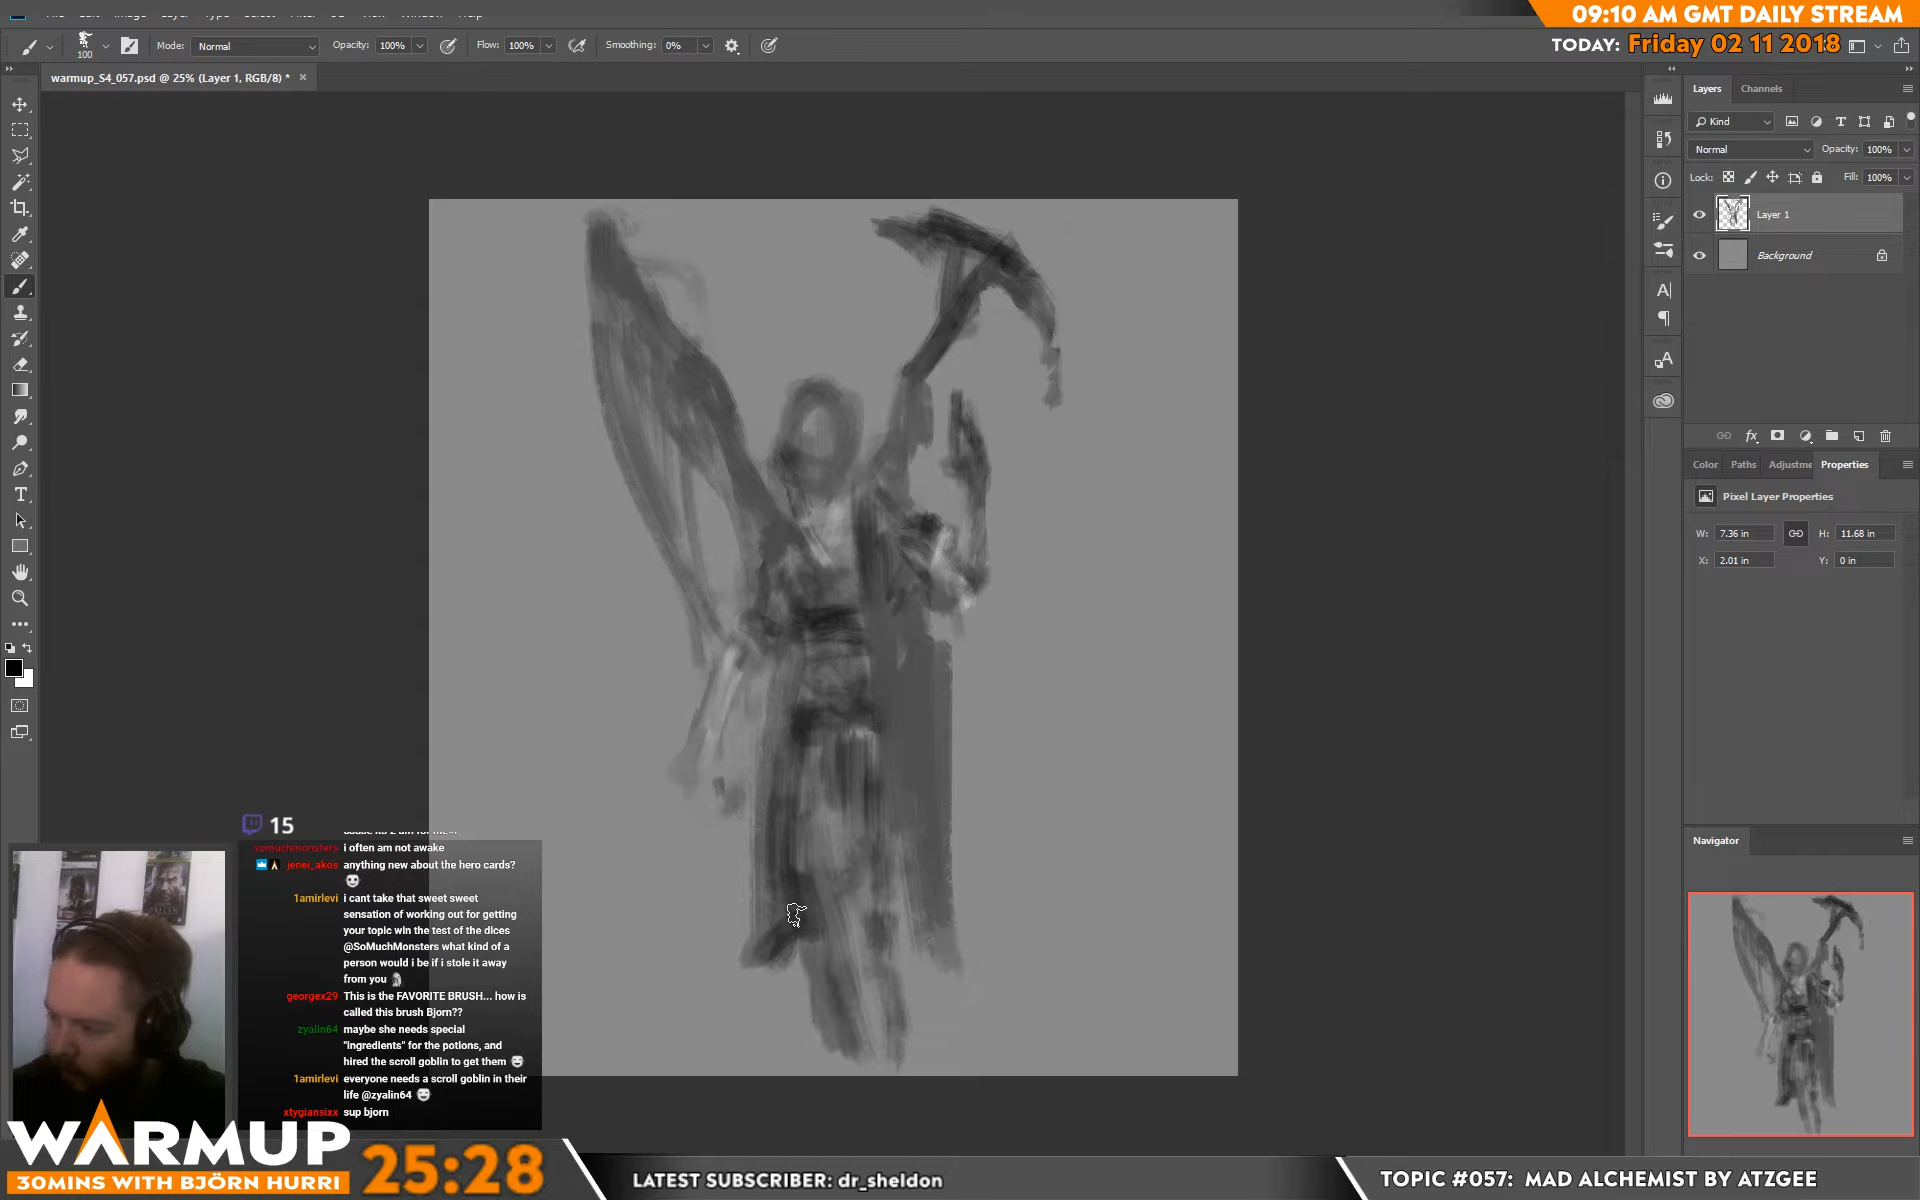 09:10 AM GMT DAILY STREAM
TODAY: Friday 02 11 2018
100
Mode: Normal
Opacity: 100%
Flow: 100%
Smoothing: 0%
warmup_S4_057.psd @ 25% (Layer 1, RGB/8) *
Layers Channels
Kind
Normal Opacity: 100%
Lock: Fill: 100%
Layer 1
Background
Color Paths Adjustme Properties
Pixel Layer Properties
W: 7.36 in H: 11.68 in
X: 2.01 in Y: 0 in
Navigator
15
somuchmonsters i often am not awake
jenei_akos anything new about the hero cards?
1amirlevi i cant take that sweet sweet
sensation of working out for getting
your topic win the test of the dices
@SoMuchMonsters what kind of a
person would i be if i stole it away
from you
georgex29 This is the FAVORITE BRUSH... how is
called this brush Bjorn??
zyalin64 maybe she needs special
"ingredients" for the potions, and
hired the scroll goblin to get them
1amirlevi everyone needs a scroll goblin in their
life @zyalin64
xtygiansixx sup bjorn
WARMUP
30MINS WITH BJÖRN HURRI
25:28
LATEST SUBSCRIBER: dr_sheldon
TOPIC #057: MAD ALCHEMIST BY ATZGEE